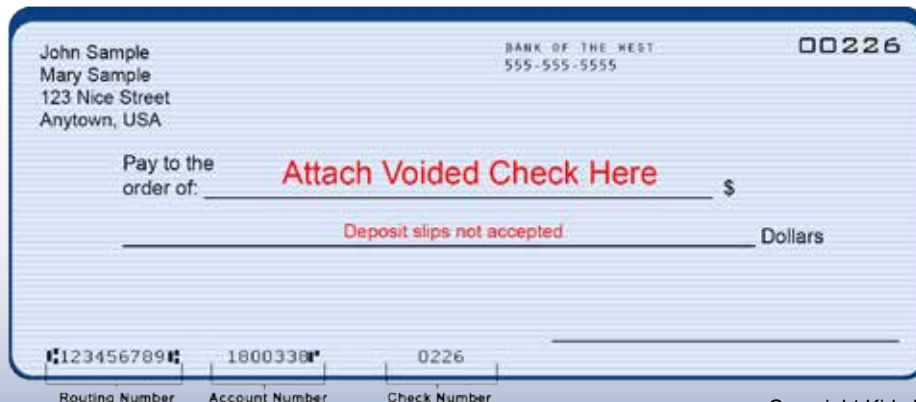 John Sample
Mary Sample
123 Nice Street
Anytown, USA
BANK OF THE WEST
555-555-5555
00226
Pay to the
order of:
Attach Voided Check Here
$
Deposit slips not accepted
Dollars
⑆123456789⑆ 1800338⑈ 0226
Routing Number Account Number Check Number